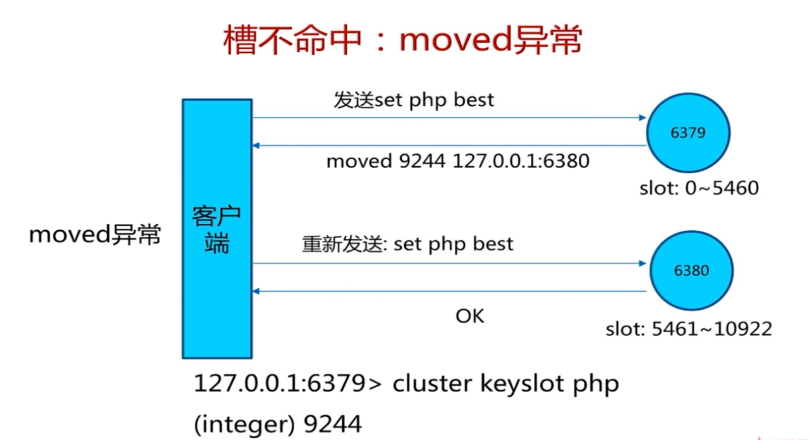 槽不命中：moved异常
发送set php best
6379
moved 9244 127.0.0.1:6380
slot: 0~5460
客户
端
moved异常
重新发送: set php best
6380
OK
slot: 5461~10922
127.0.0.1:6379> cluster keyslot php
(integer) 9244